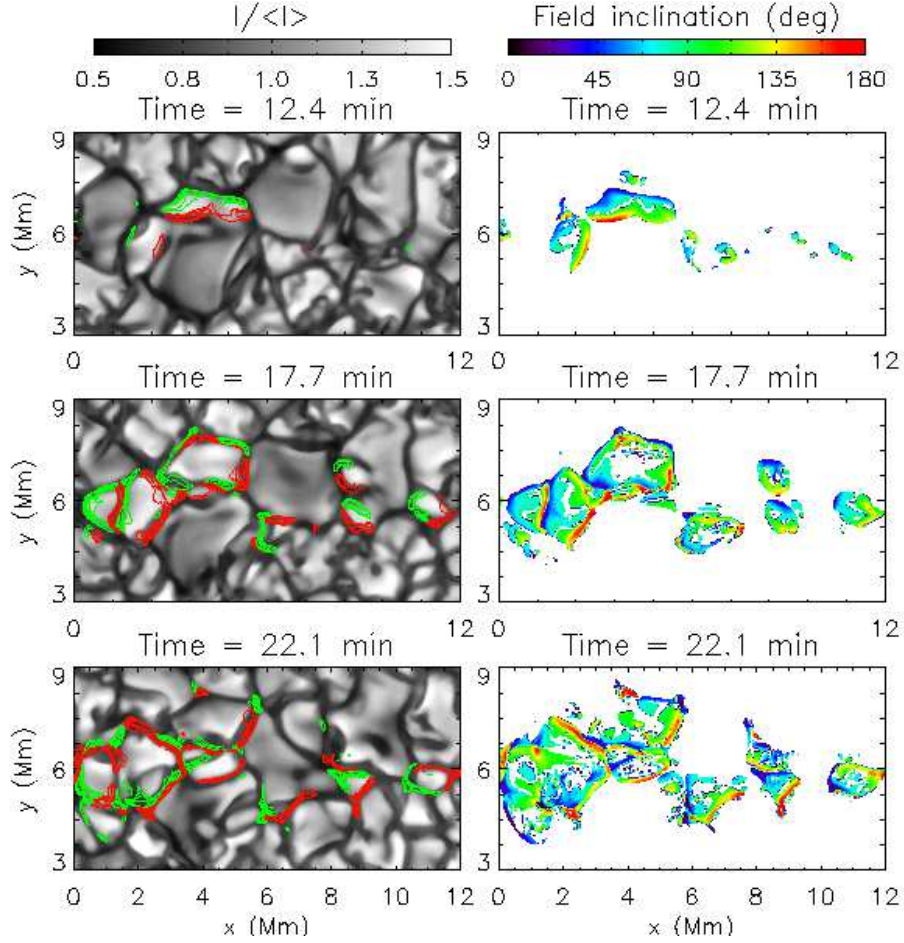 I/<I> Field inclination (deg)
0.5 0.8 1.0 1.3 1.5 0 45 90 135 180
Time = 12.4 min Time = 12.4 min
9 9
y (Mm) 6 y (Mm) 6
3 3
0 12 0 12
Time = 17.7 min Time = 17.7 min
9 9
y (Mm) 6 y (Mm) 6
3 3
0 12 0 12
Time = 22.1 min Time = 22.1 min
9 9
y (Mm) 6 y (Mm) 6
3 3
0 2 4 6 8 10 12 0 2 4 6 8 10 12
x (Mm) x (Mm)